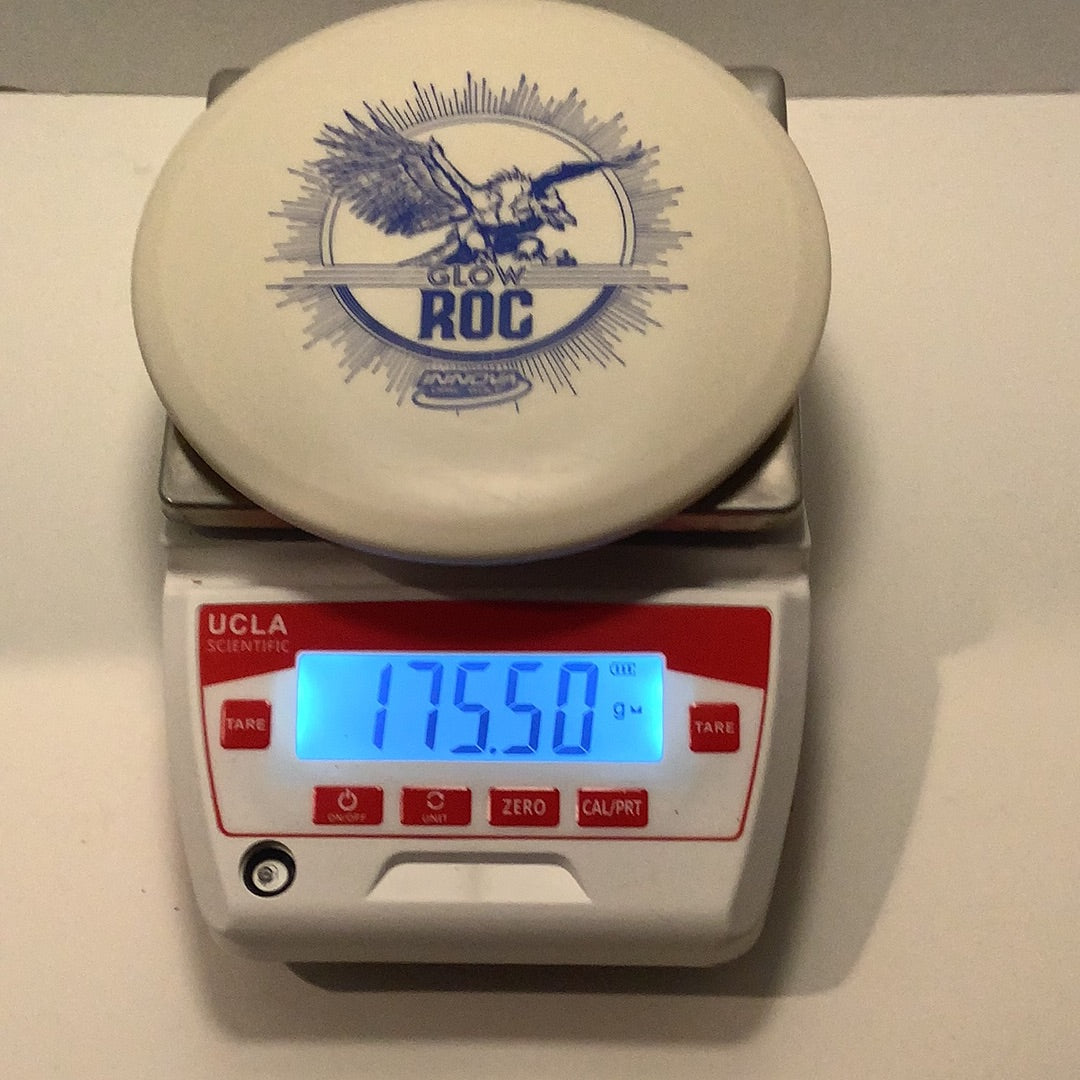 GLOW
ROC
INNOVA
UCLA
SCIENTIFIC
175.50
g
TARE
TARE
ON/OFF
UNIT
ZERO
CAL/PRT